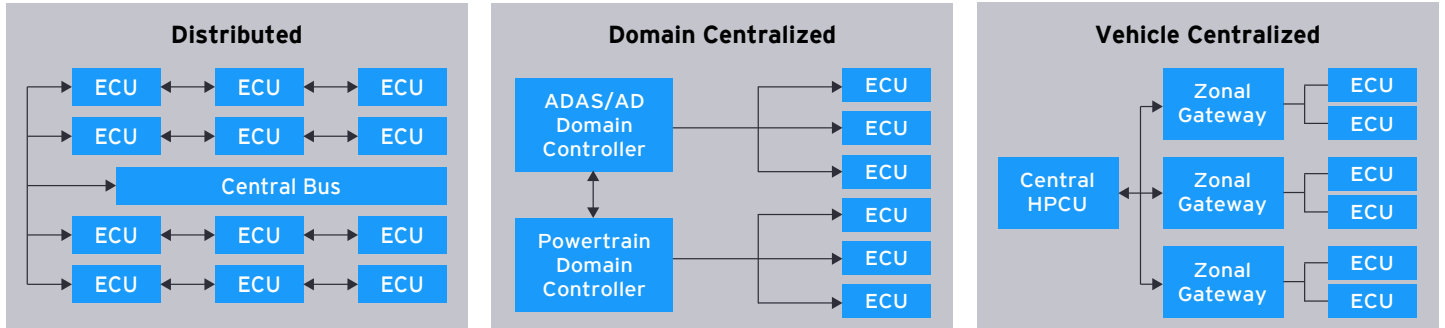 Distributed
ECU ECU ECU
ECU ECU ECU
Central Bus
ECU ECU ECU
ECU ECU ECU
Domain Centralized
ADAS/AD
Domain
Controller
Powertrain
Domain
Controller
ECU
ECU
ECU
ECU
ECU
ECU
Vehicle Centralized
Central
HPCU
Zonal
Gateway
ECU
ECU
Zonal
Gateway
ECU
ECU
Zonal
Gateway
ECU
ECU